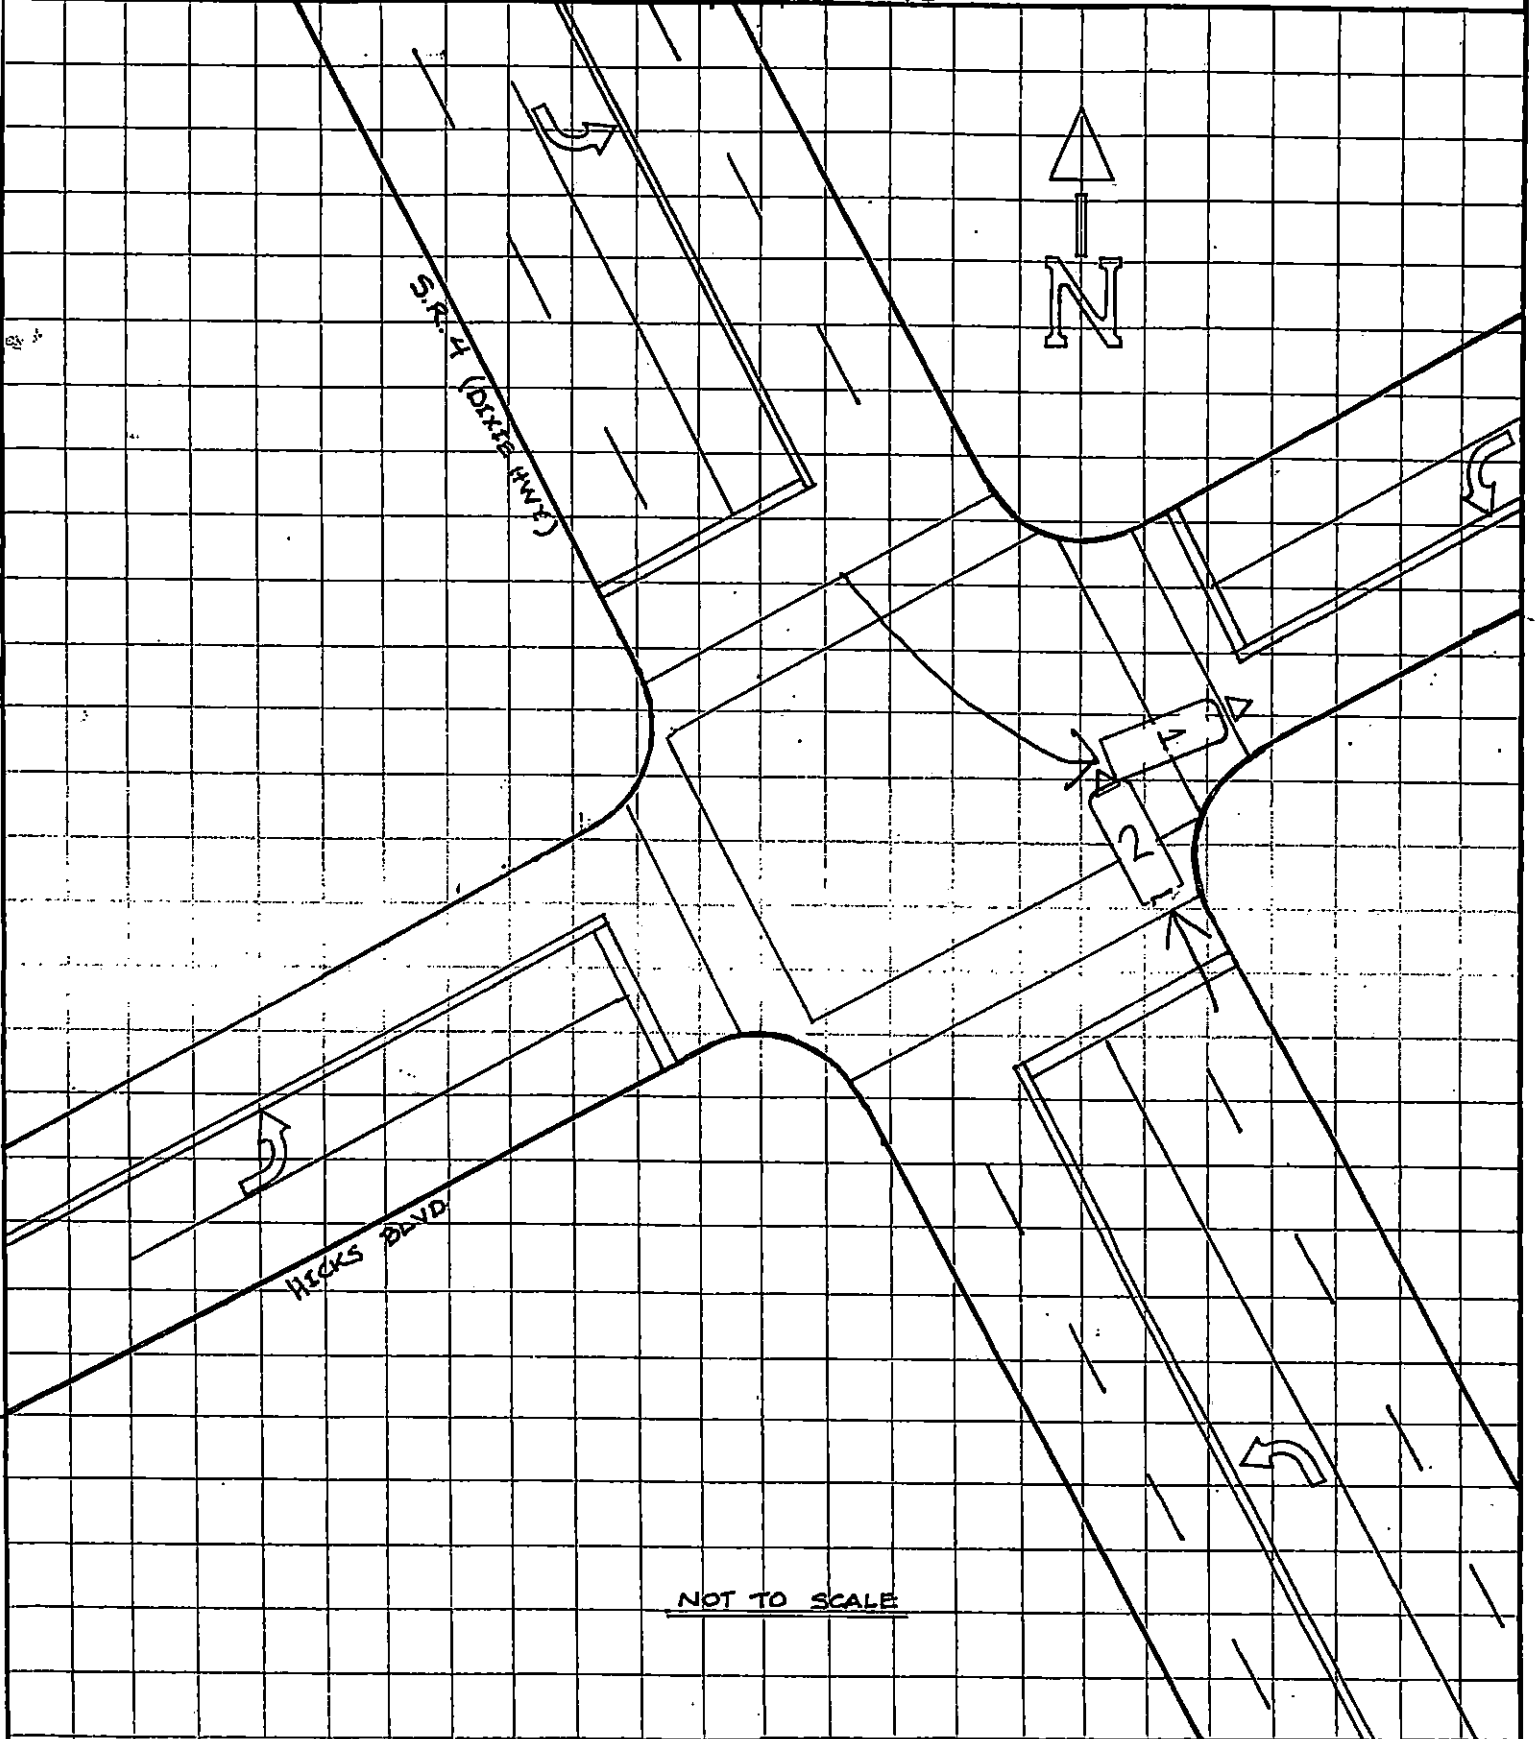 N
S.R. 4 (DIXIE HWY)
1
2
HICKS BLVD
NOT TO SCALE